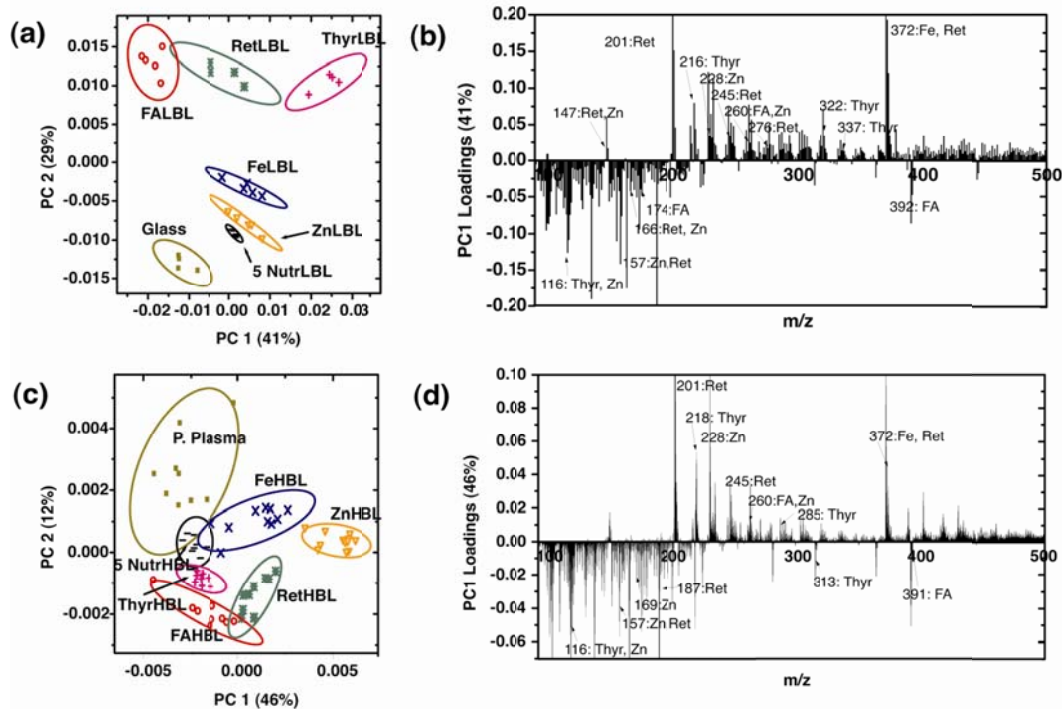 (a)
0.015
0.010
0.005
0.000
-0.005
-0.010
-0.015
PC 2 (29%)
FALBL
RetLBL
ThyrLBL
FeLBL
ZnLBL
5 NutrLBL
Glass
-0.02 -0.01 0.00 0.01 0.02 0.03
PC 1 (41%)
(b)
0.20
0.15
0.10
0.05
0.00
-0.05
-0.10
-0.15
-0.20
PC1 Loadings (41%)
201:Ret
372:Fe, Ret
216: Thyr
228:Zn
245:Ret
260:FA,Zn
276:Ret
322: Thyr
337: Thyr
147:Ret,Zn
200 300 400 500
174:FA
166:Ret, Zn
157:Zn,Ret
116: Thyr, Zn
392: FA
m/z
(c)
0.004
0.002
0.000
-0.002
PC 2 (12%)
P. Plasma
FeHBL
ZnHBL
5 NutrHBL
ThyrHBL
RetHBL
FAHBL
-0.005 0.000 0.005
PC 1 (46%)
(d)
0.10
0.08
0.06
0.04
0.02
0.00
-0.02
-0.04
-0.06
PC1 Loadings (46%)
201:Ret
218: Thyr
228:Zn
372:Fe, Ret
245:Ret
260:FA,Zn
285: Thyr
100 200 300 400 500
187:Ret
313: Thyr
169:Zn
157:Zn,Ret
391: FA
116: Thyr, Zn
m/z